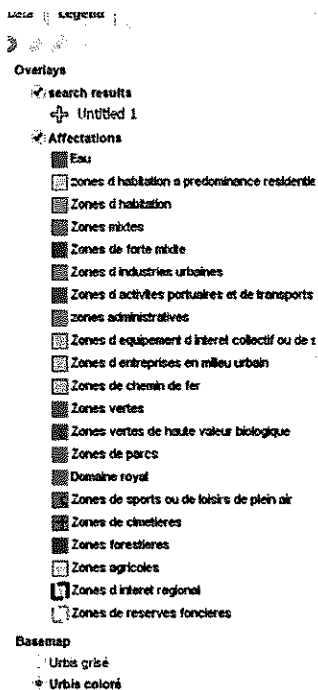 Data Legend
Overlays
search results
Untitled 1
Affectations
Eau
zones d habitation a predominance residentie
Zones d habitation
Zones mixtes
Zones de forte mixite
Zones d industries urbaines
Zones d activites portuaires et de transports
zones administratives
Zones d equipement d interet collectif ou de s
Zones d entreprises en milieu urbain
Zones de chemin de fer
Zones vertes
Zones vertes de haute valeur biologique
Zones de parcs
Domaine royal
Zones de sports ou de loisirs de plein air
Zones de cimetieres
Zones forestieres
Zones agricoles
Zones d interet regional
Zones de reserves foncieres
Basemap
Urbis grisé
Urbis coloré